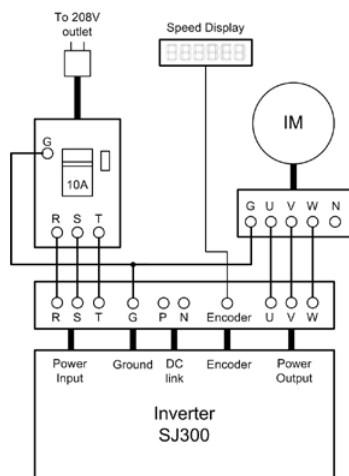 To 208V
outlet
Speed Display
IM
G
10A
R S T
G U V W N
R S T G P N Encoder U V W
Power
Input
Ground
DC
link
Encoder
Power
Output
Inverter
SJ300